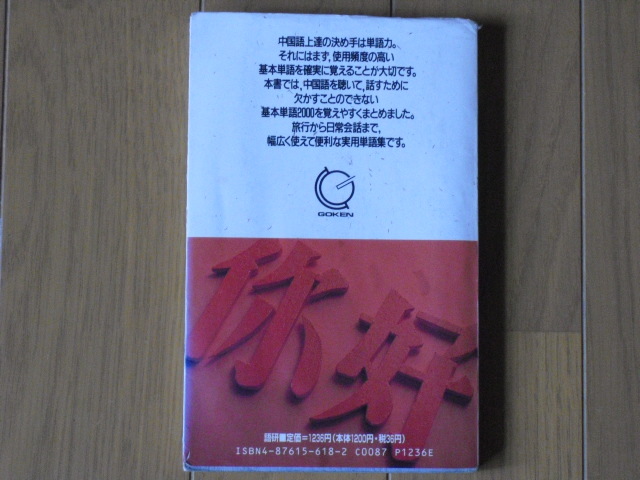 中国語上達の決め手は単語力。
それにはまず,使用頻度の高い
基本単語を確実に覚えることが大切です。
本書では,中国語を聴いて,話すために
欠かすことのできない
基本単語2000を覚えやすくまとめました。
旅行から日常会話まで,
幅広く使えて便利な実用単語集です。
GOKEN
你好
語研■定価=1236円(本体1200円・税36円)
ISBN4-87615-618-2 C0087 P1236E